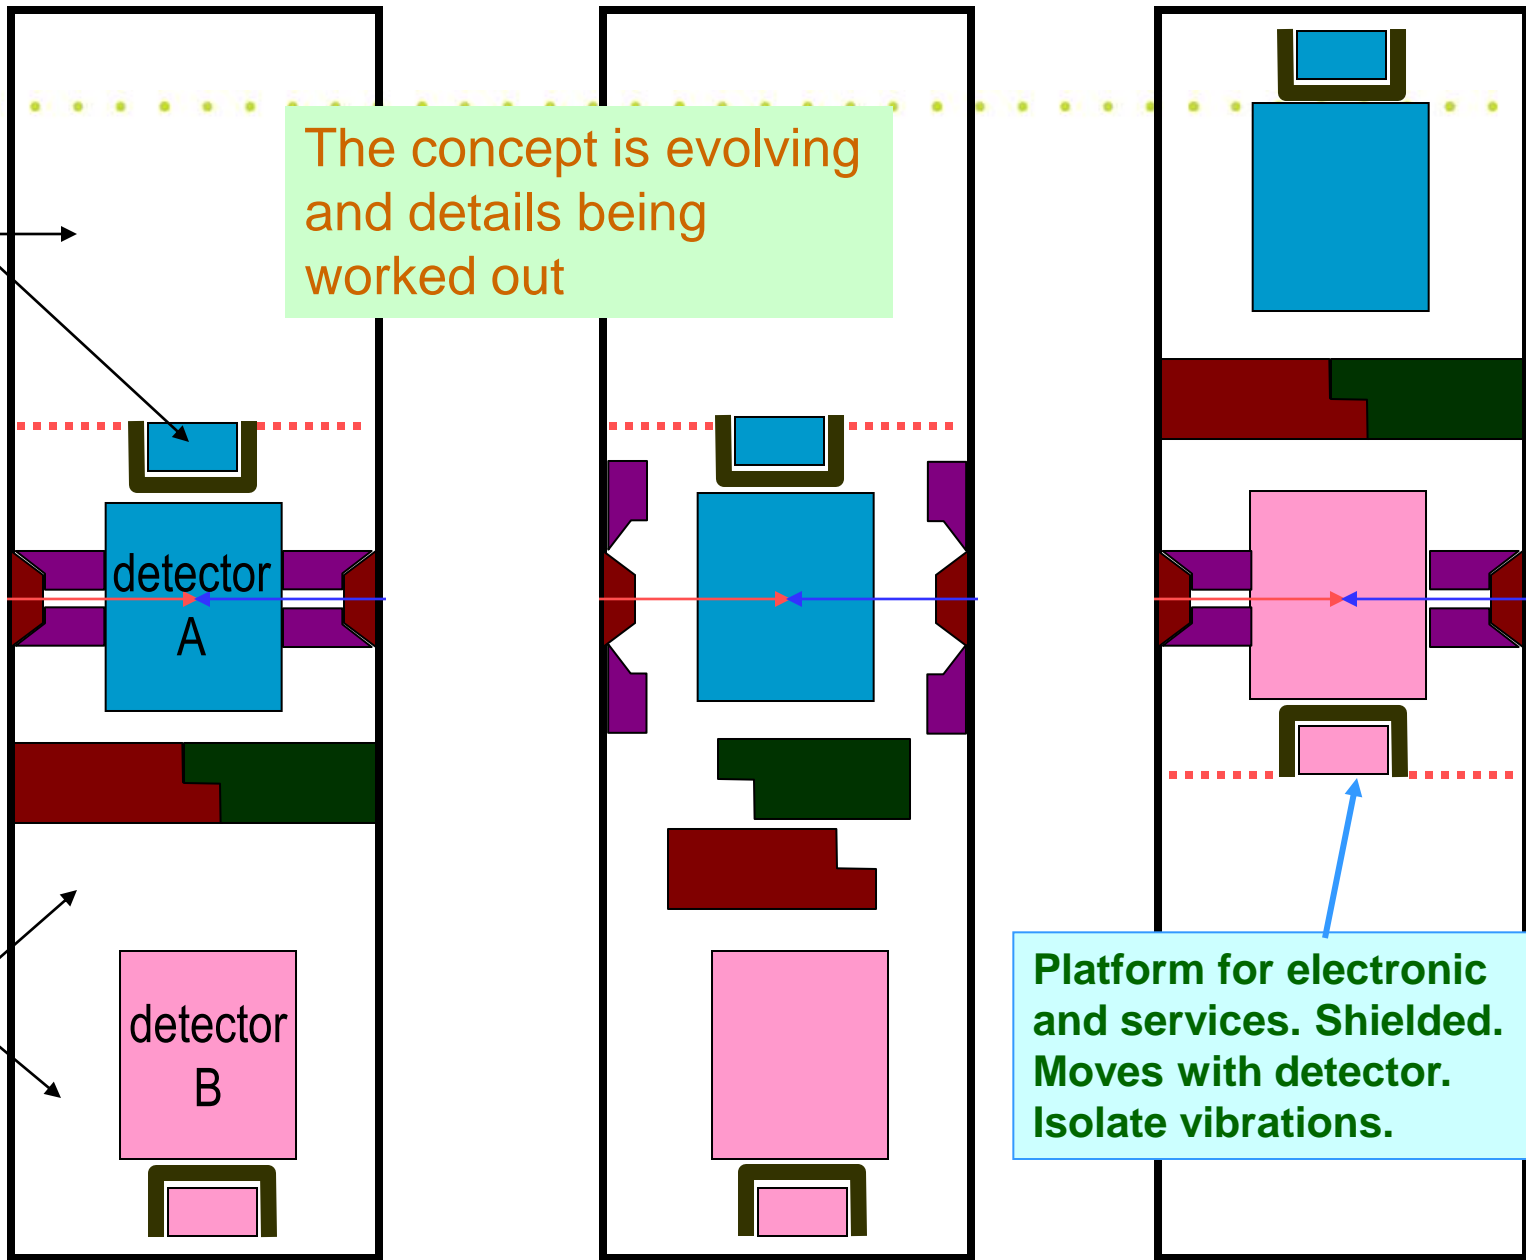 The concept is evolving
and details being
worked out
detector
A
detector
B
Platform for electronic
and services. Shielded.
Moves with detector.
Isolate vibrations.